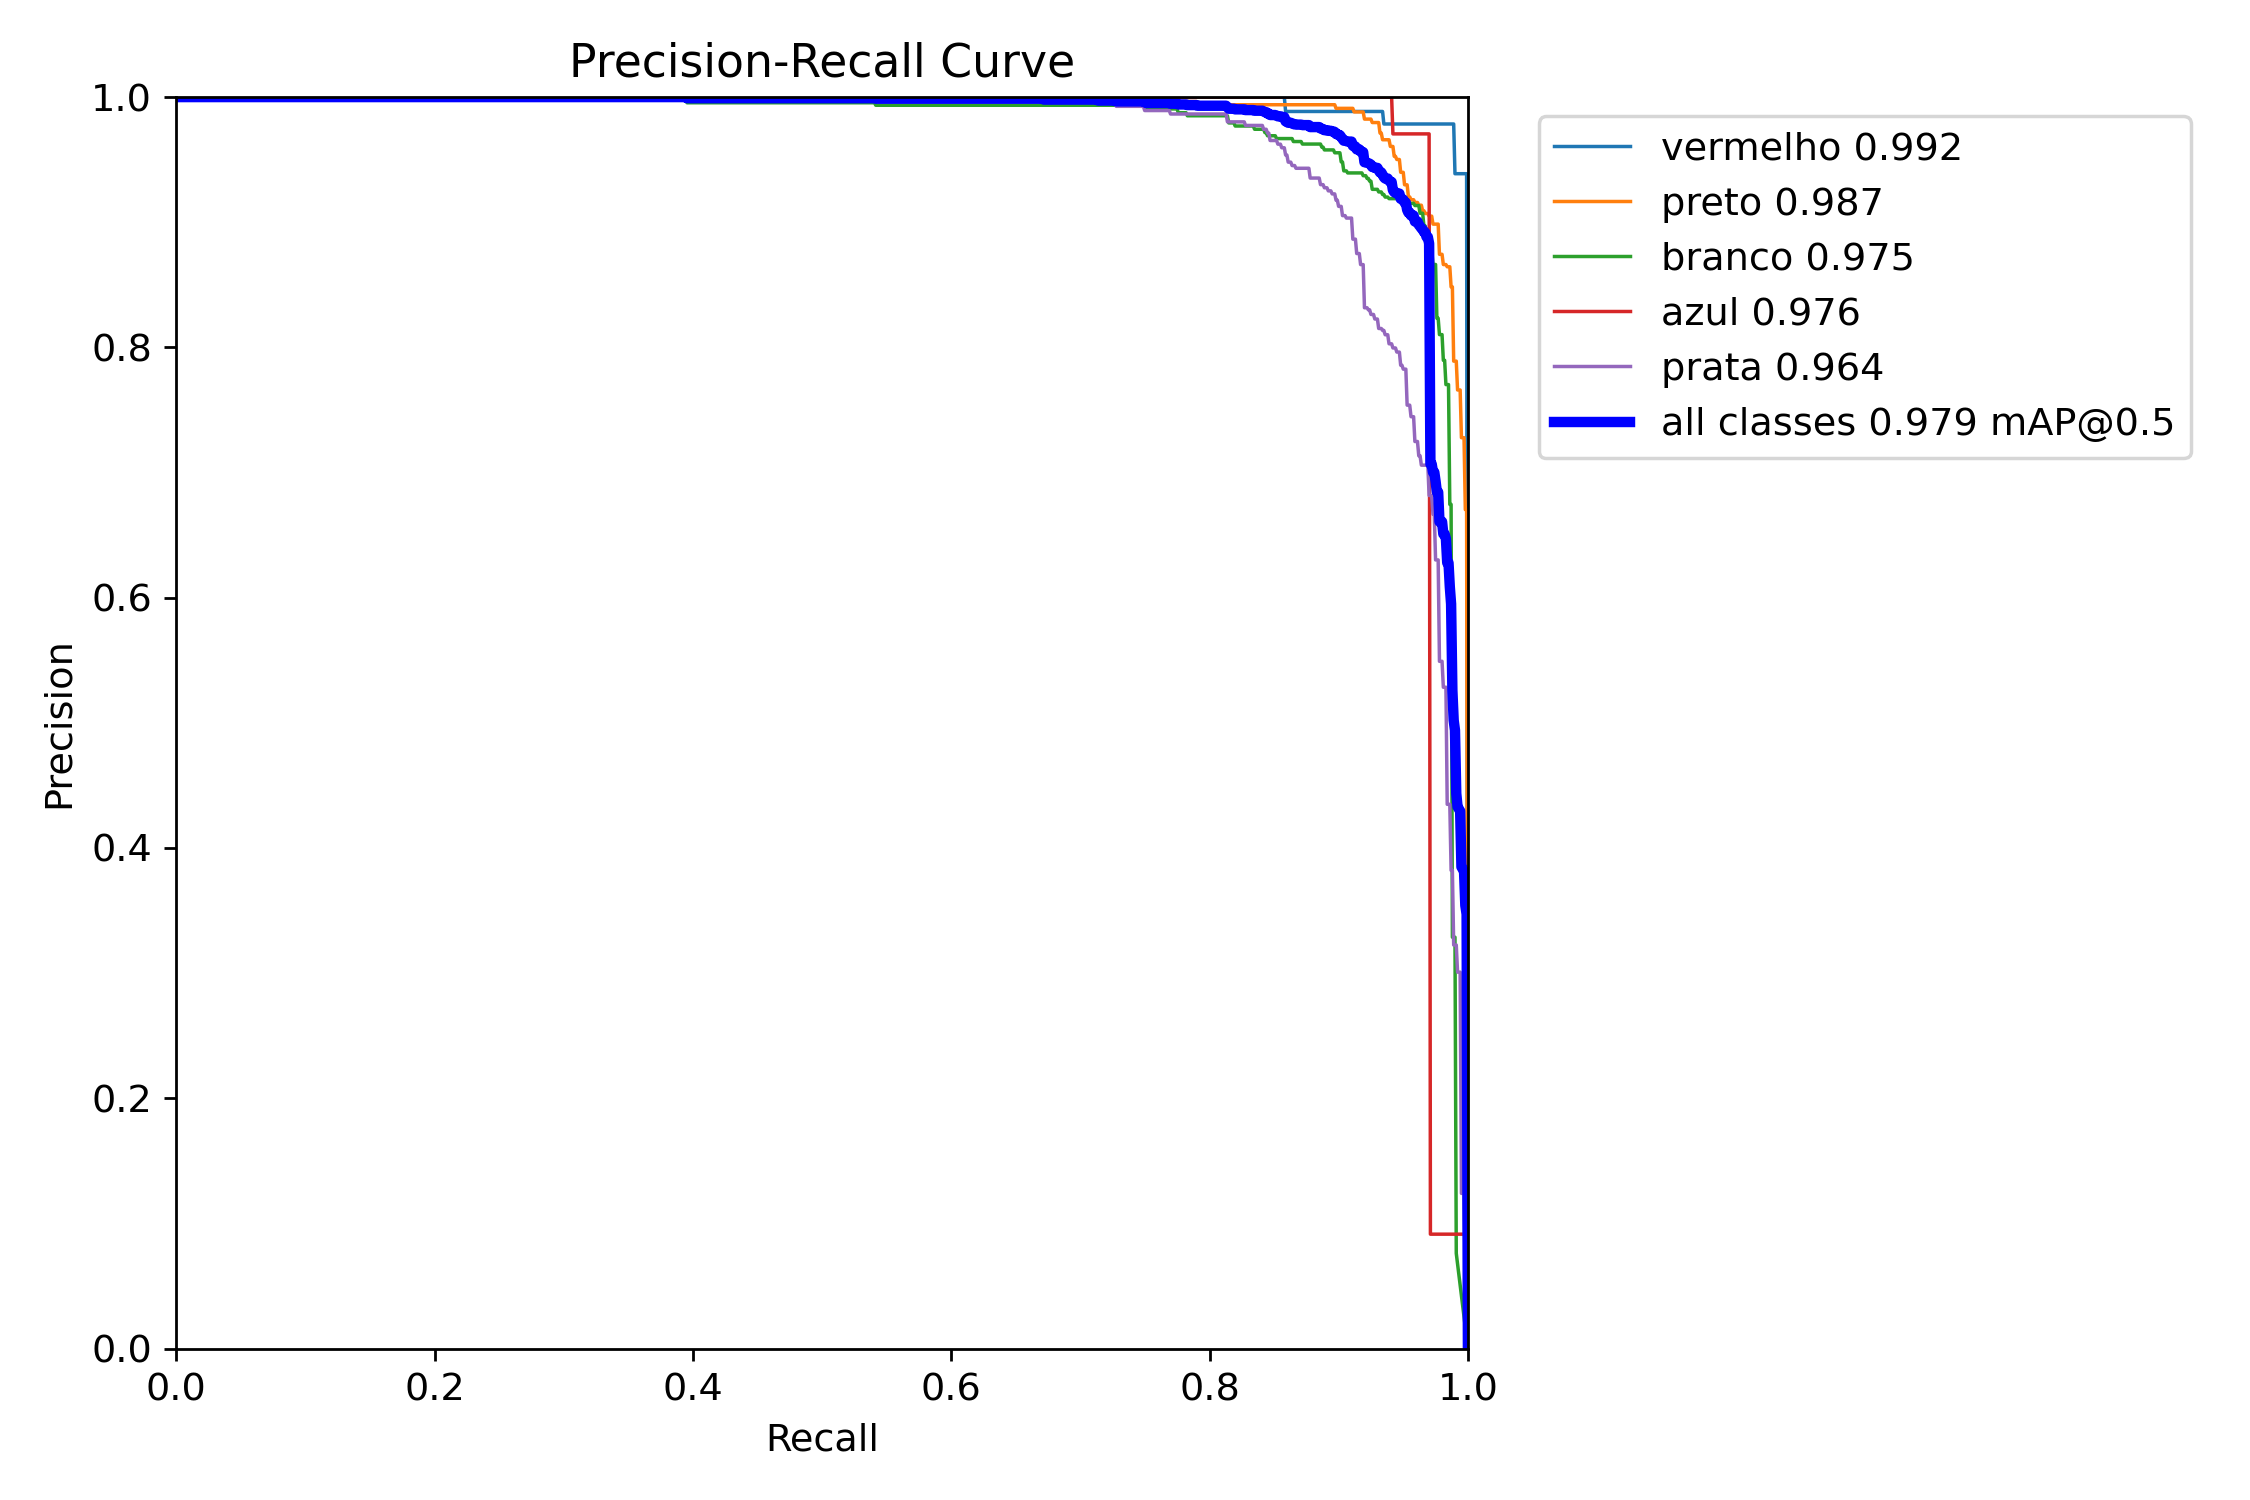 Precision-Recall Curve
1.0
0.8
0.6
0.4
0.2
0.0
Precision
0.0 0.2 0.4 0.6 0.8 1.0
Recall
vermelho 0.992
preto 0.987
branco 0.975
azul 0.976
prata 0.964
all classes 0.979 mAP@0.5